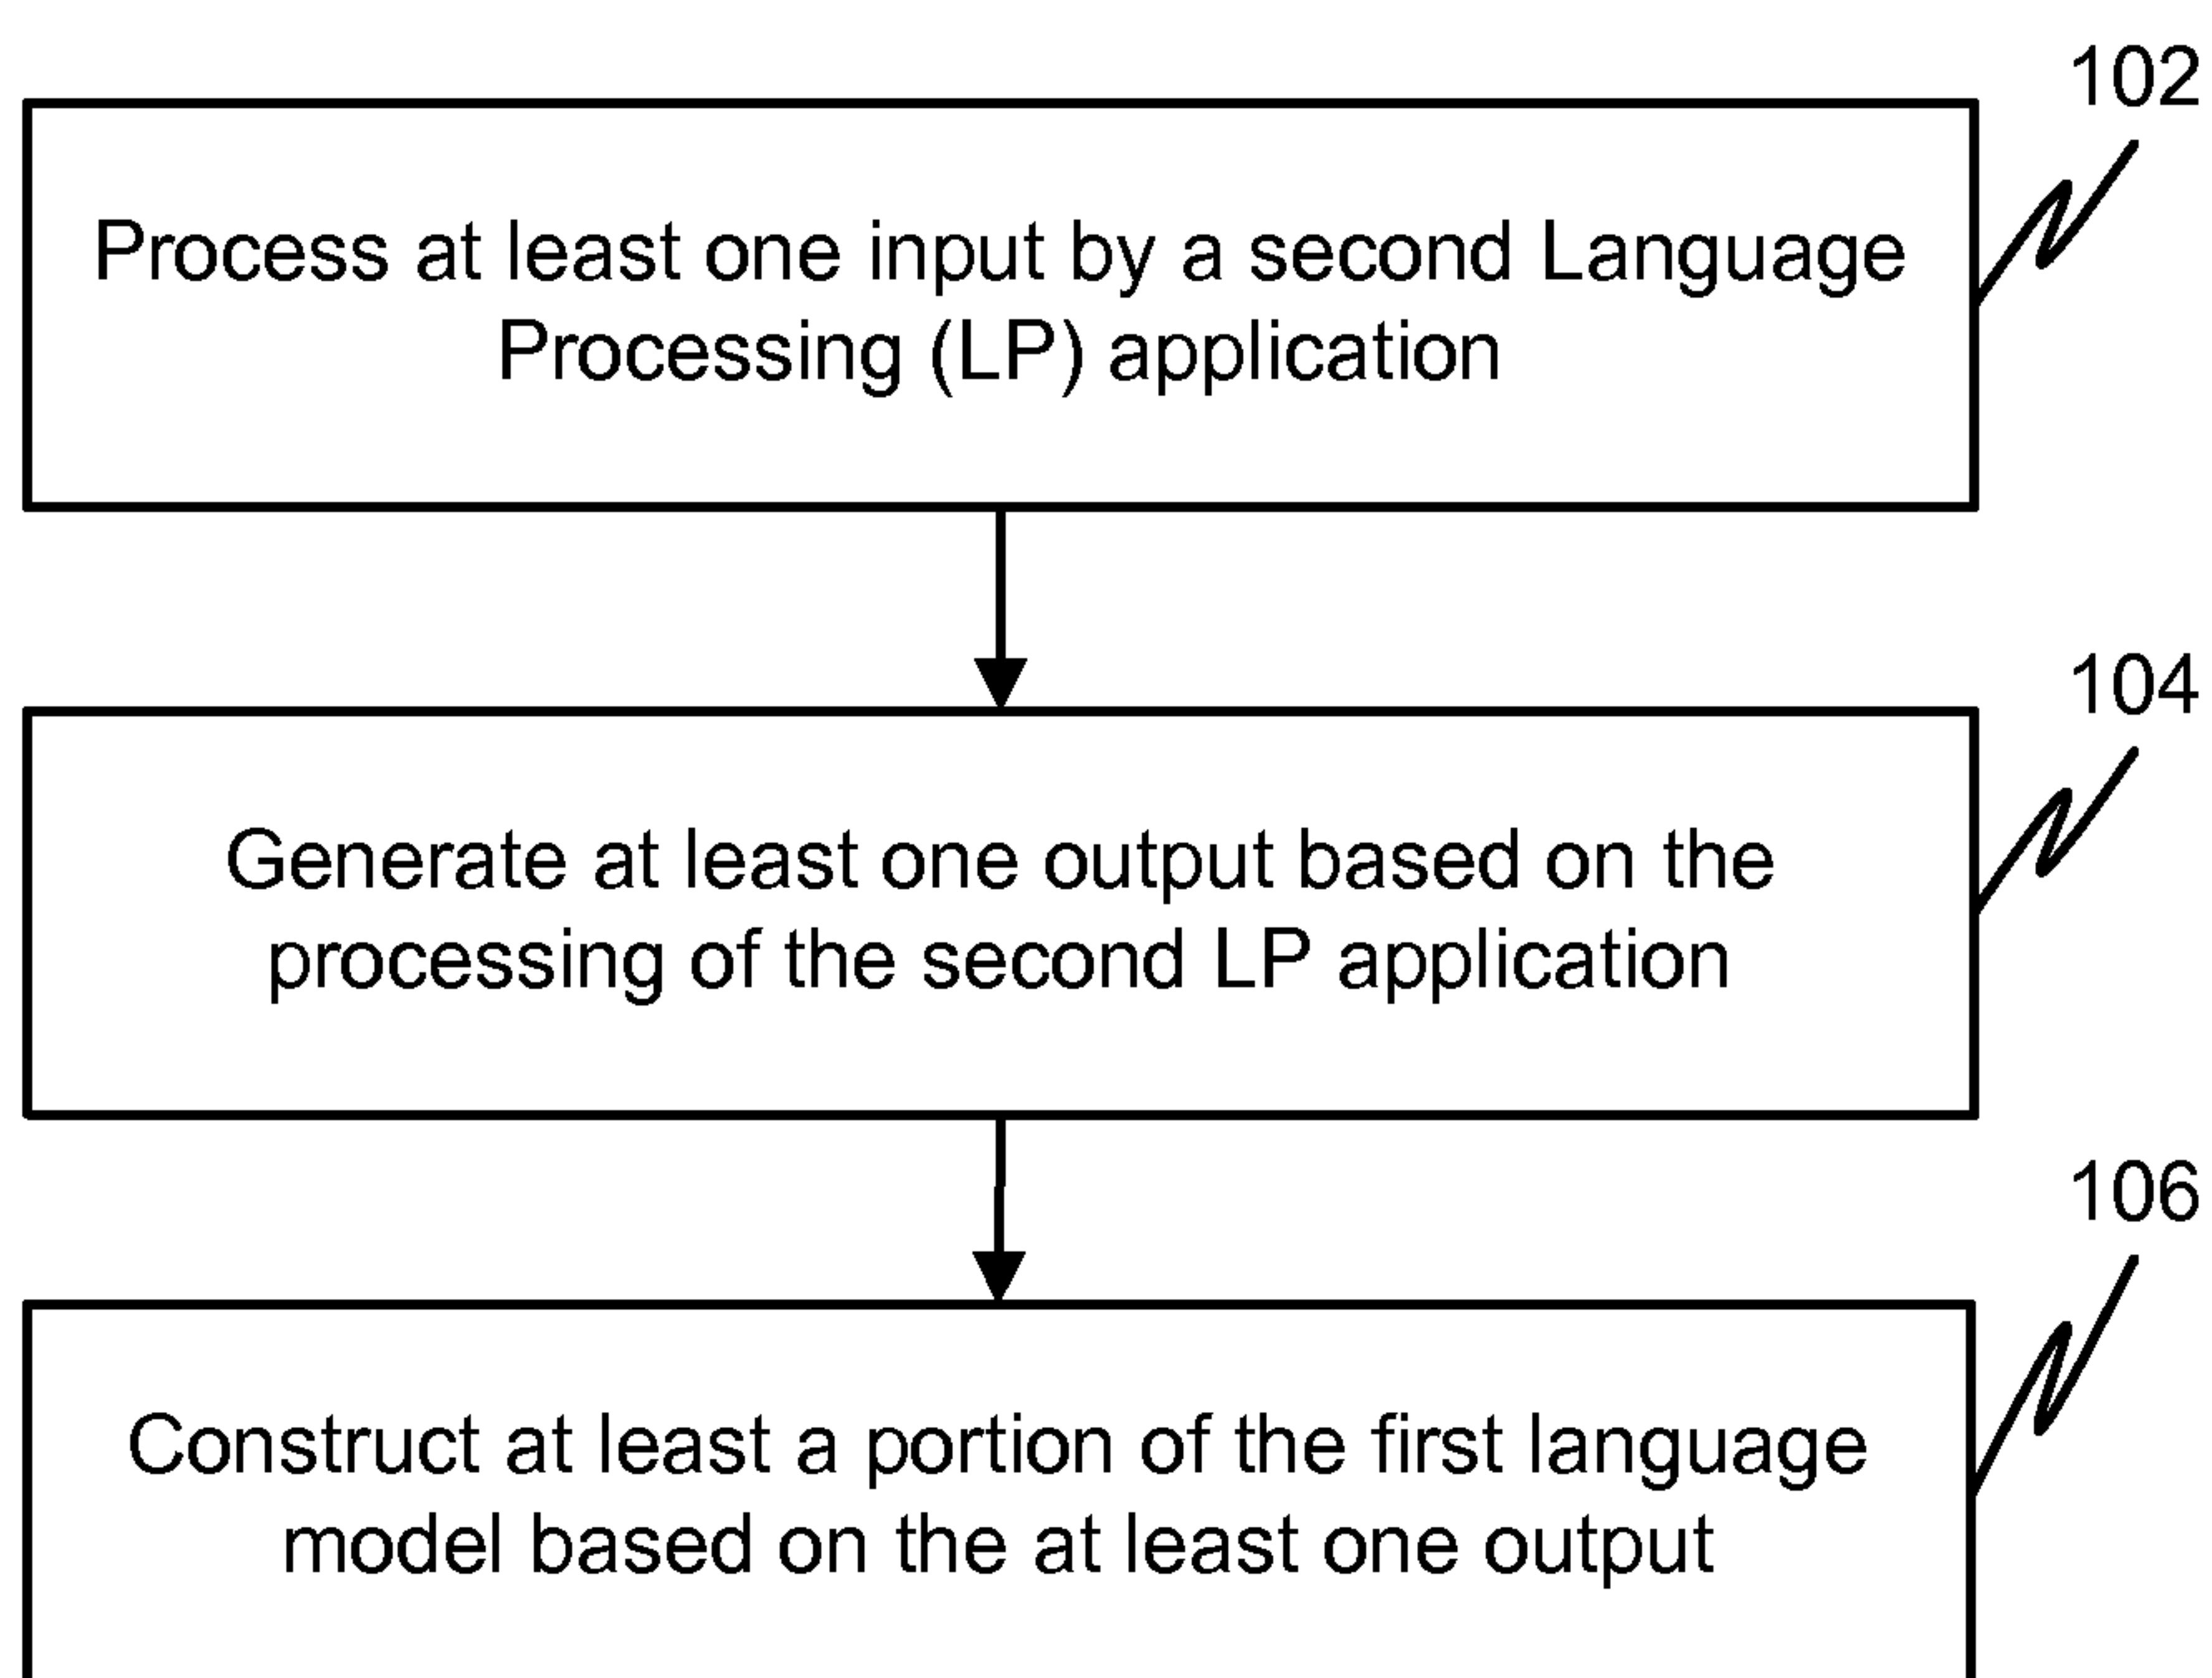 102
Process at least one input by a second Language
Processing (LP) application
104
Generate at least one output based on the
processing of the second LP application
106
Construct at least a portion of the first language
model based on the at least one output